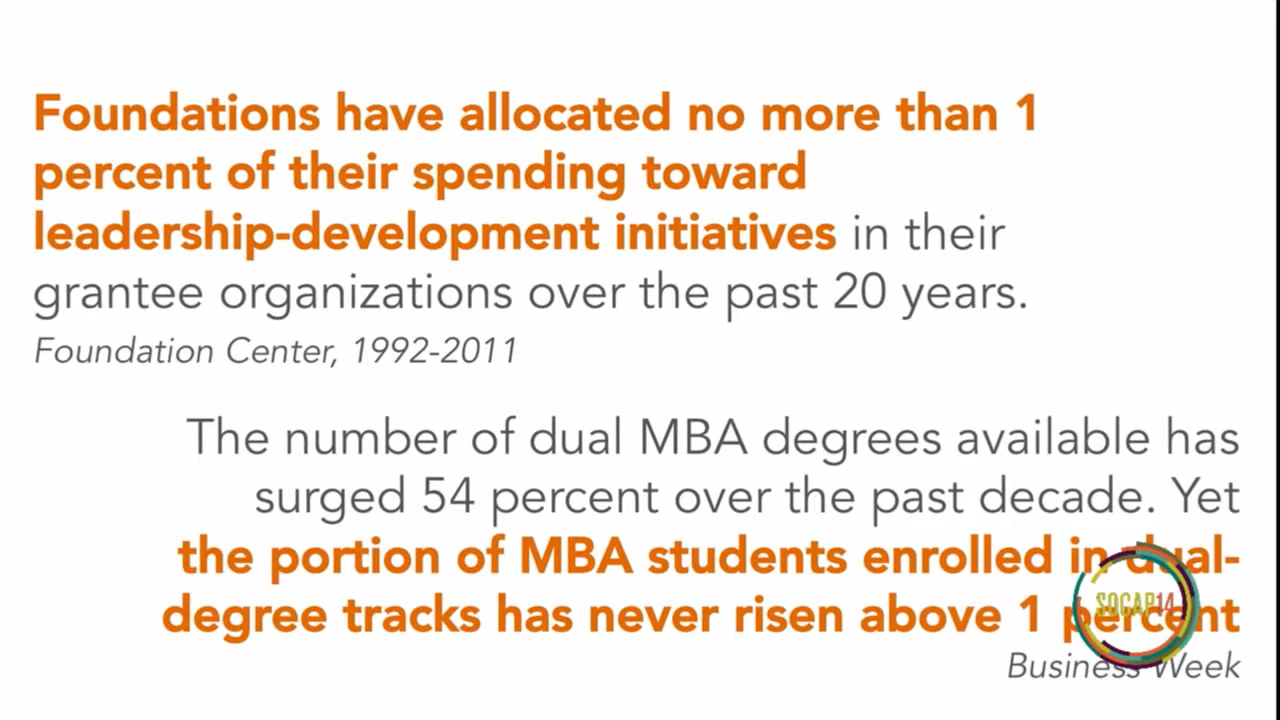 Foundations have allocated no more than 1
percent of their spending toward
leadership-development initiatives in their
grantee organizations over the past 20 years.
Foundation Center, 1992-2011
The number of dual MBA degrees available has
surged 54 percent over the past decade. Yet
the portion of MBA students enrolled in dual-
degree tracks has never risen above 1 percent
SOCAP14
Business Week